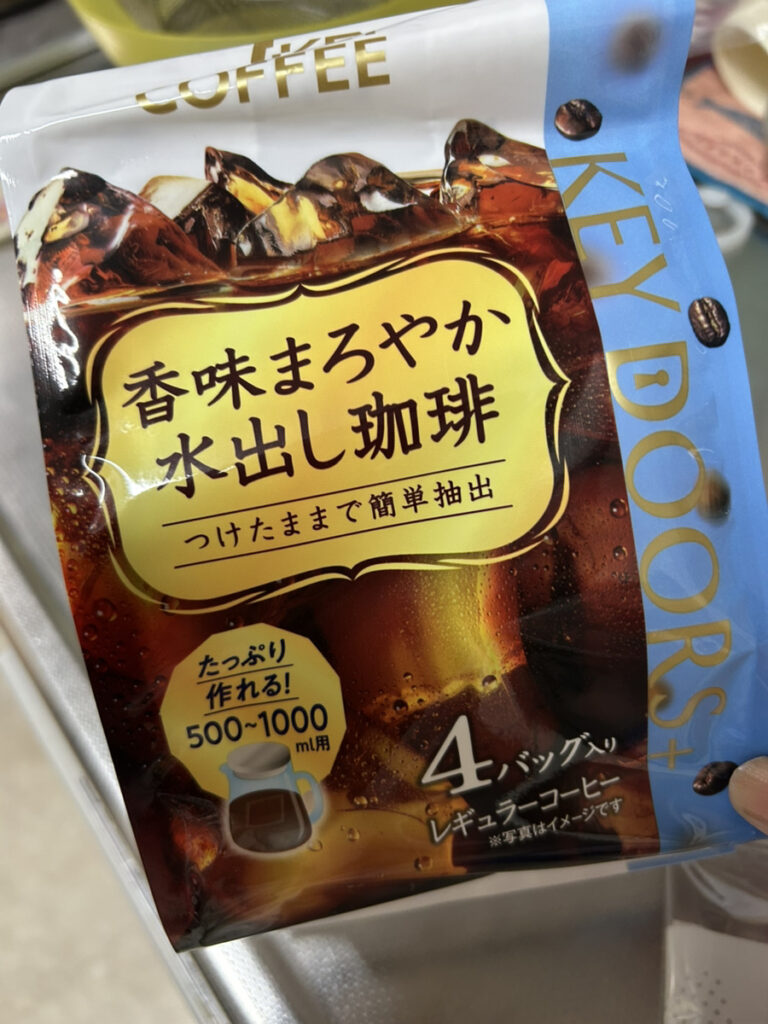 COFFEE
KEY DOORS+
香味まろやか
水出し珈琲
つけたままで簡単抽出
たっぷり
作れる!
500~1000
ml用
4バッグ入り
レギュラーコーヒー
※写真はイメージです